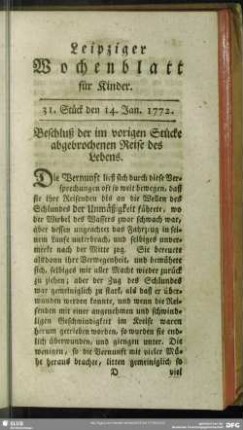 Leipziger
Wochenblatt
für Kinder.
31. Stück den 14. Jan. 1772.
Beschluß der im vorigen Stücke
abgebrochenen Reise des
Lebens.
Die Vernunft ließ sich durch diese Ver-
sprechungen oft so weit bewegen, daß
sie ihre Reisenden bis an die Wellen des
Schlundes der Unmäßigkeit führete, wo
der Wirbel des Wassers zwar schwach war,
aber dessen ungeachtet das Fahrzeug in sei-
nem Laufe unterbrach, und selbiges unver-
merkt nach der Mitte zog. Sie bereuete
alsdann ihre Verwegenheit, und bemühete
sich, selbiges mit aller Macht wieder zurück
zu ziehen; aber der Zug des Schlundes
war gemeiniglich zu stark, als daß er über-
wunden werden konnte, und wenn die Rei-
senden mit einer angenehmen und schwind-
ligen Geschwindigkeit im Kreise waren
herum getrieben worden, so wurden sie end-
lich überwunden, und giengen unter. Die
wenigen, so die Vernunft mit vieler Mü-
he heraus brachte, litten gemeiniglich so
D viel
SLUB
DFG